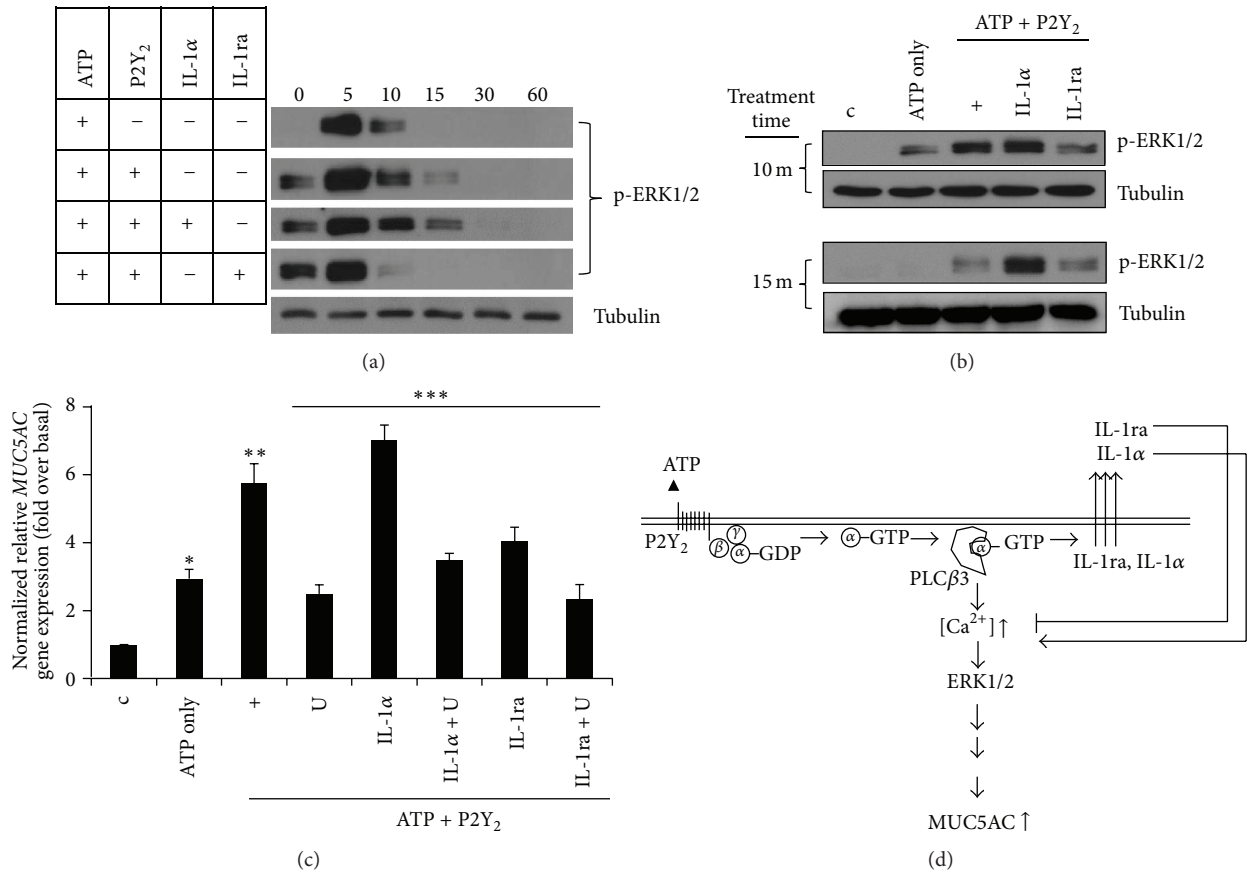 ATP
P2Y₂
IL-1α
IL-1ra
+ − − −
+ + − −
+ + + −
+ + − +
0 5 10 15 30 60
p-ERK1/2
Tubulin
(a)
ATP + P2Y₂
Treatment
time
c
ATP only
+
IL-1α
IL-1ra
10 m
p-ERK1/2
Tubulin
15 m
p-ERK1/2
Tubulin
(b)
Normalized relative MUC5AC
gene expression (fold over basal)
8
6
4
2
0
*
**
***
c
ATP only
+
U
IL-1α
IL-1α + U
IL-1ra
IL-1ra + U
ATP + P2Y₂
(c)
IL-1ra
IL-1α
ATP
P2Y₂
β
γ
α–GDP
α–GTP
α–GTP
PLCβ3
IL-1ra, IL-1α
[Ca²⁺]↑
ERK1/2
MUC5AC↑
(d)